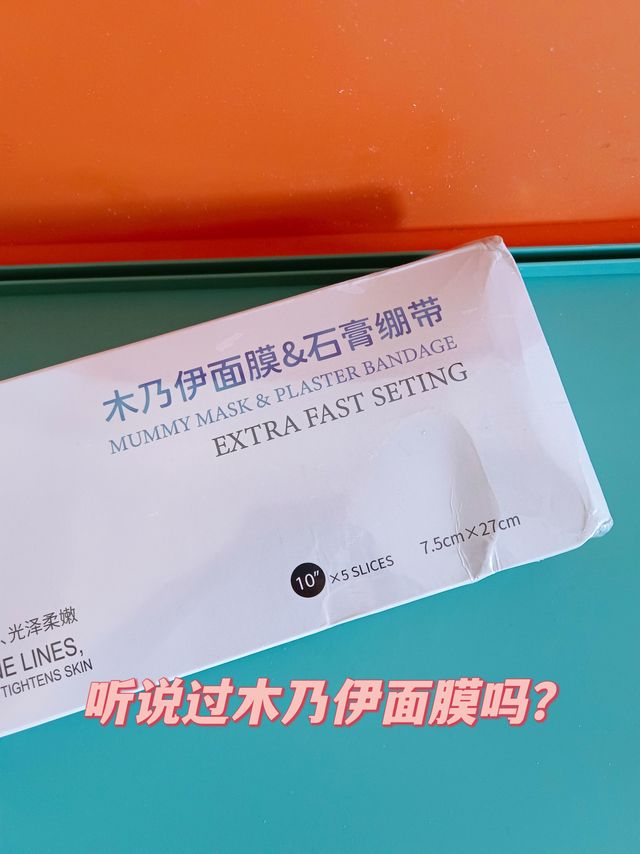 木乃伊面膜&石膏绷带
MUMMY MASK & PLASTER BANDAGE
EXTRA FAST SETING
10" ×5 SLICES
7.5cm×27cm
、光泽柔嫩
NE LINES,
TIGHTENS SKIN
听说过木乃伊面膜吗?